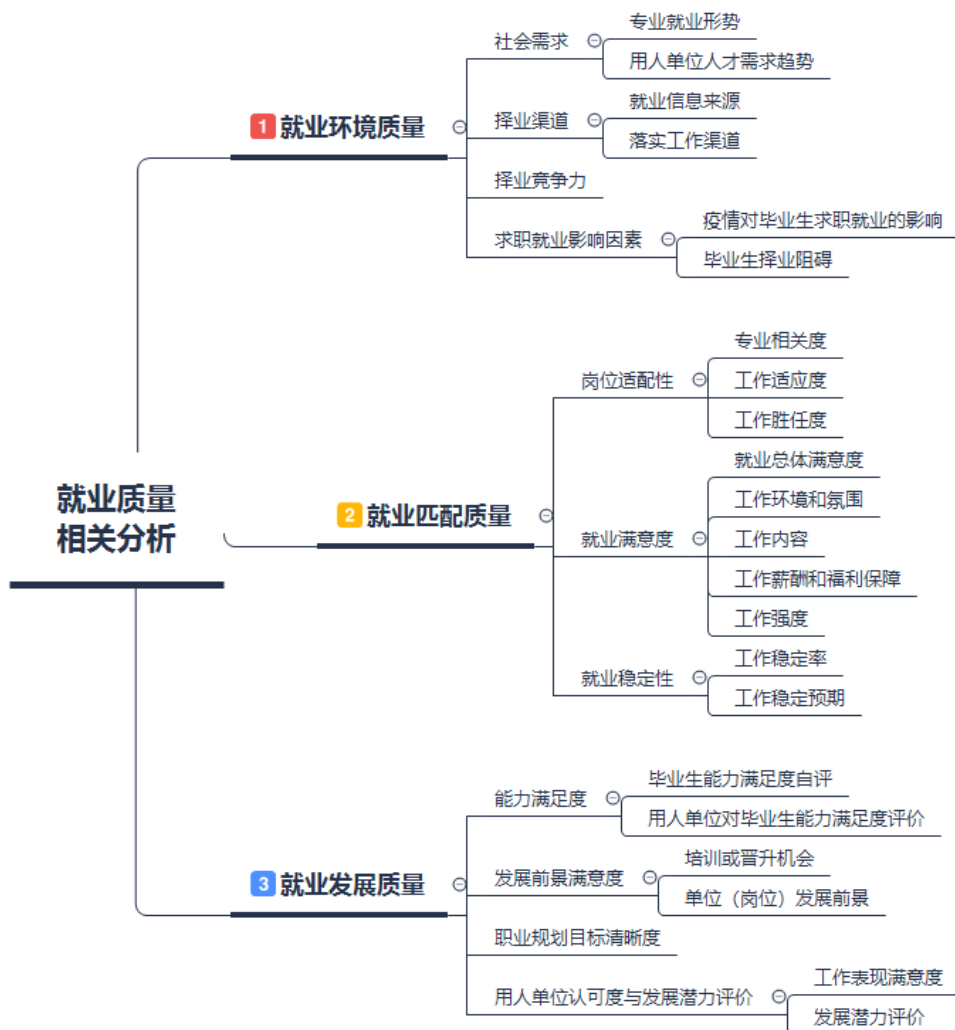 就业质量
相关分析
1 就业环境质量
社会需求
专业就业形势
用人单位人才需求趋势
择业渠道
就业信息来源
落实工作渠道
择业竞争力
求职就业影响因素
疫情对毕业生求职就业的影响
毕业生择业阻碍
2 就业匹配质量
岗位适配性
专业相关度
工作适应度
工作胜任度
就业满意度
就业总体满意度
工作环境和氛围
工作内容
工作薪酬和福利保障
工作强度
就业稳定性
工作稳定率
工作稳定预期
3 就业发展质量
能力满足度
毕业生能力满足度自评
用人单位对毕业生能力满足度评价
发展前景满意度
培训或晋升机会
单位（岗位）发展前景
职业规划目标清晰度
用人单位认可度与发展潜力评价
工作表现满意度
发展潜力评价